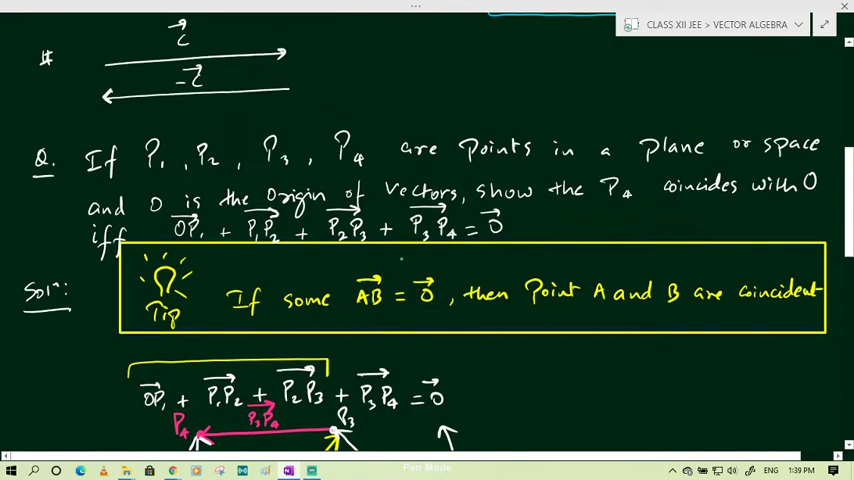 CLASS XII JEE > VECTOR ALGEBRA
# c⃗
-c⃗
Q. If P₁, P₂, P₃, P₄ are points in a plane or space
and O is the origin of vectors, show the P₄ coincides with O
iff OP₁ + P₁P₂ + P₂P₃ + P₃P₄ = 0⃗
Solⁿ:
Tip
If some AB = 0⃗, then Point A and B are coincident
OP₁ + P₁P₂ + P₂P₃ + P₃P₄ = 0⃗
P₄ P₃P₄ P₃
Pen Mode
ENG 1:39 PM